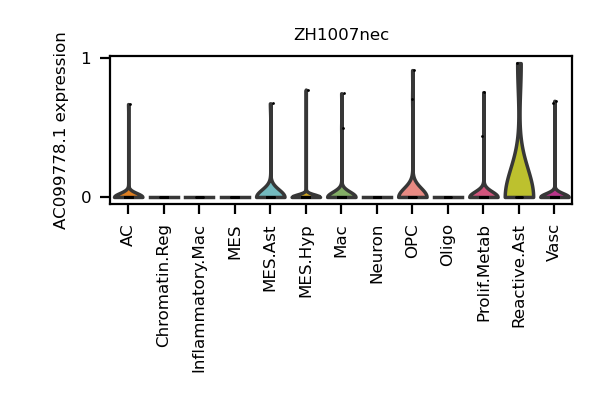 ZH1007nec
AC099778.1 expression
1
0
AC
Chromatin.Reg
Inflammatory.Mac
MES
MES.Ast
MES.Hyp
Mac
Neuron
OPC
Oligo
Prolif.Metab
Reactive.Ast
Vasc